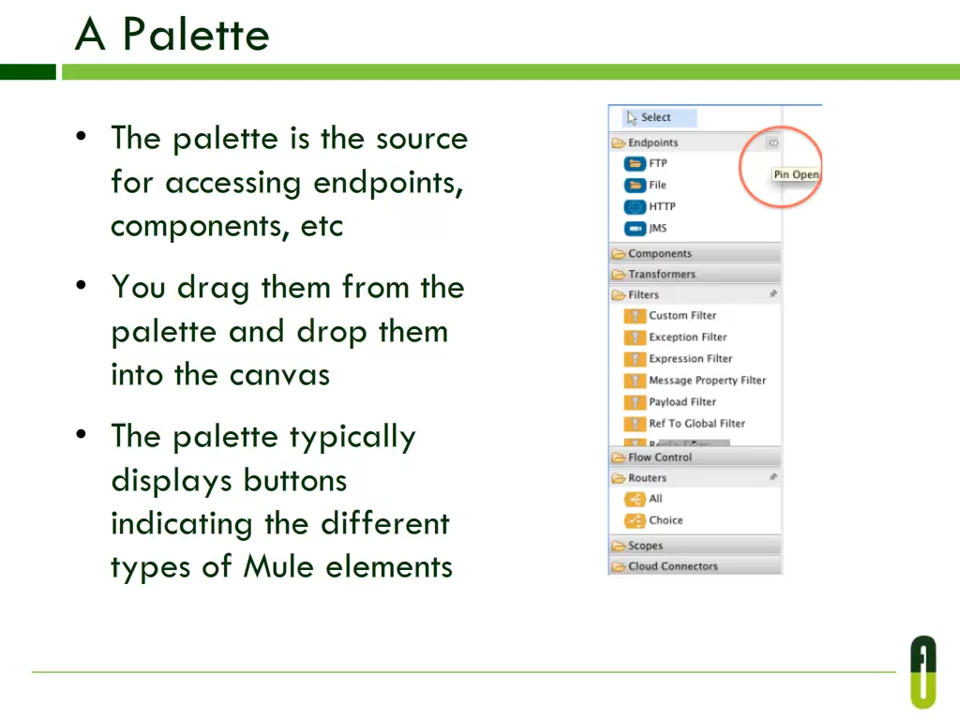 A Palette
• The palette is the source
for accessing endpoints,
components, etc
• You drag them from the
palette and drop them
into the canvas
• The palette typically
displays buttons
indicating the different
types of Mule elements
Select
Endpoints
Pin Open
FTP
File
HTTP
JMS
Components
Transformers
Filters
Custom Filter
Exception Filter
Expression Filter
Message Property Filter
Payload Filter
Ref To Global Filter
Flow Control
Routers
All
Choice
Scopes
Cloud Connectors